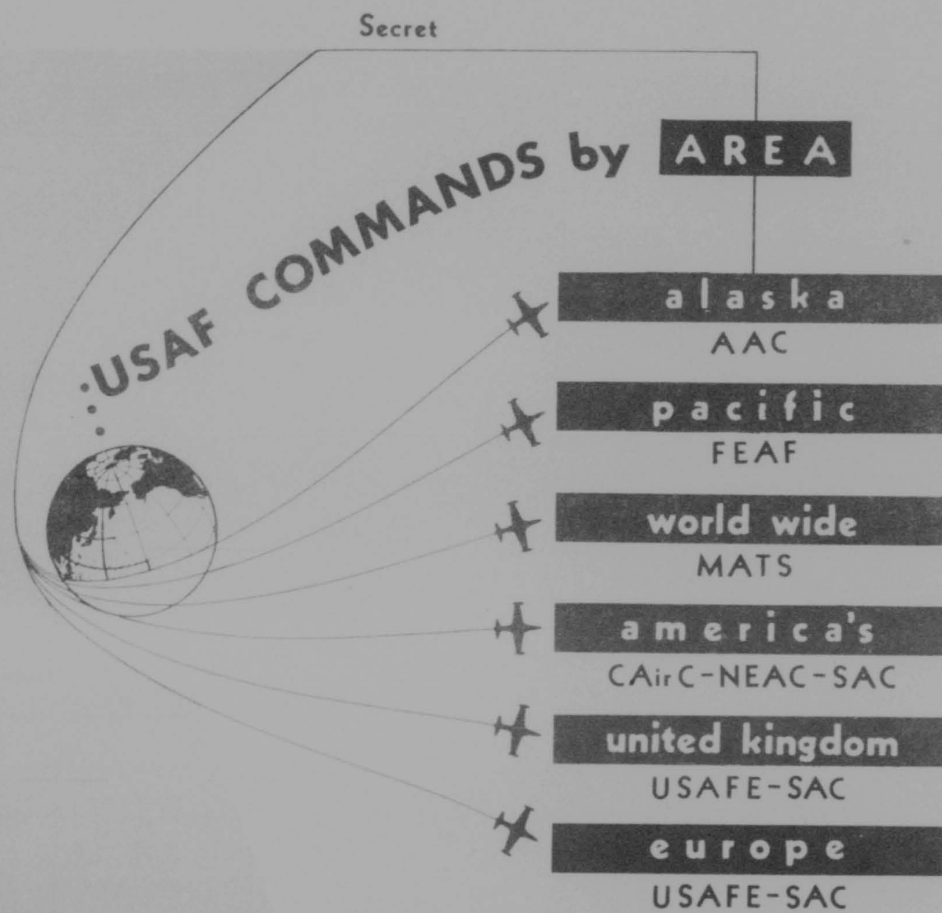 Secret
USAF COMMANDS by AREA
alaska
AAC
pacific
FEAF
world wide
MATS
america's
CAirC-NEAC-SAC
united kingdom
USAFE-SAC
europe
USAFE-SAC